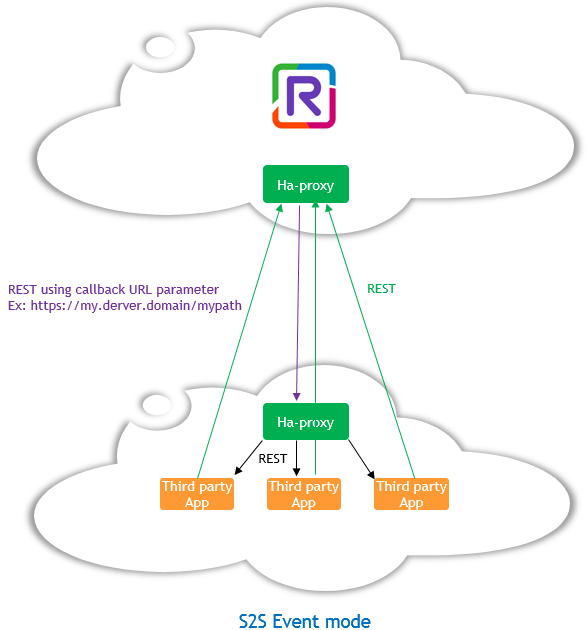 R
Ha-proxy
REST using callback URL parameter
Ex: https://my.derver.domain/mypath
REST
Ha-proxy
REST
Third party
App
Third party
App
Third party
App
S2S Event mode